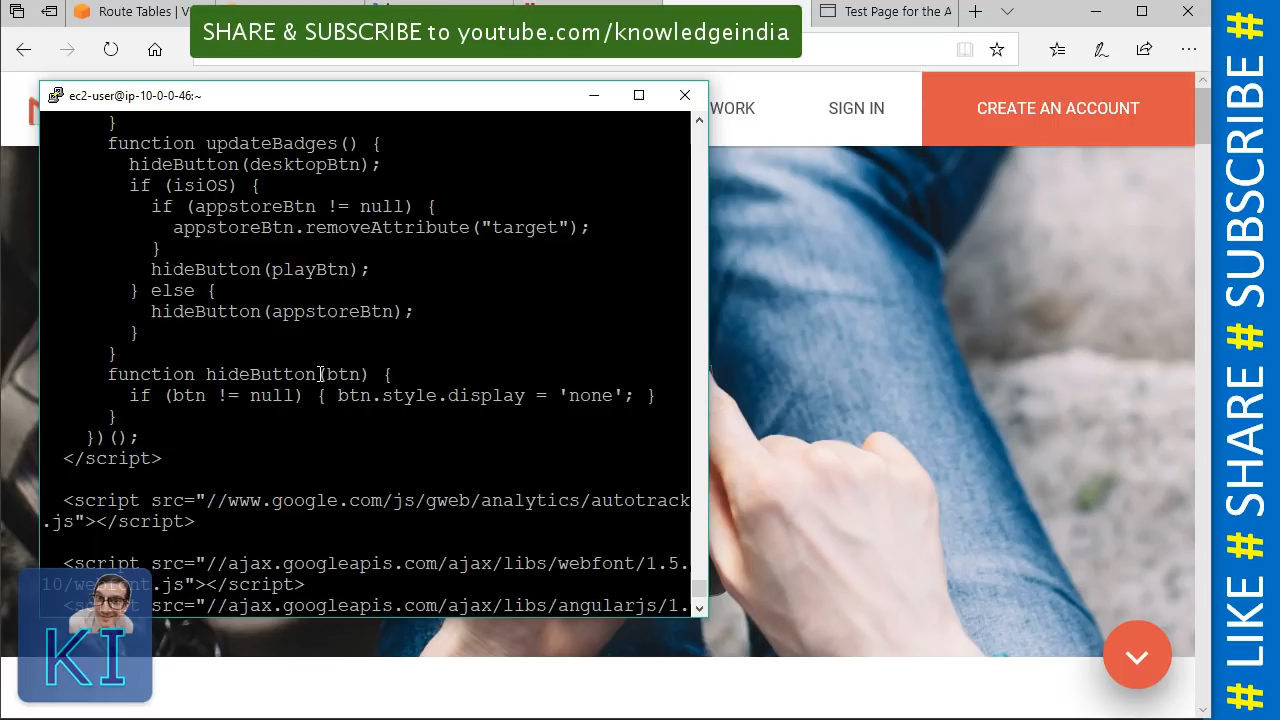 Route Tables | V
Test Page for the A
SHARE & SUBSCRIBE to youtube.com/knowledgeindia
ec2-user@ip-10-0-0-46:~
WORK
SIGN IN
CREATE AN ACCOUNT
}
function updateBadges() {
hideButton(desktopBtn);
if (isiOS) {
if (appstoreBtn != null) {
appstoreBtn.removeAttribute("target");
}
hideButton(playBtn);
} else {
hideButton(appstoreBtn);
}
}
function hideButton(btn) {
if (btn != null) { btn.style.display = 'none'; }
}
})();
</script>
<script src="//www.google.com/js/gweb/analytics/autotrack
.js"></script>
<script src="//ajax.googleapis.com/ajax/libs/webfont/1.5.
10/webfont.js"></script>
<script src="//ajax.googleapis.com/ajax/libs/angularjs/1.
KI
# LIKE # SHARE # SUBSCRIBE #